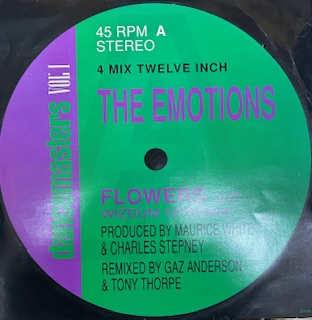 45 RPM A
STEREO
4 MIX TWELVE INCH
THE EMOTIONS
dancemasters VOL 1
FLOWERS
PRODUCED BY MAURICE WHITE
& CHARLES STEPNEY
REMIXED BY GAZ ANDERSON
& TONY THORPE